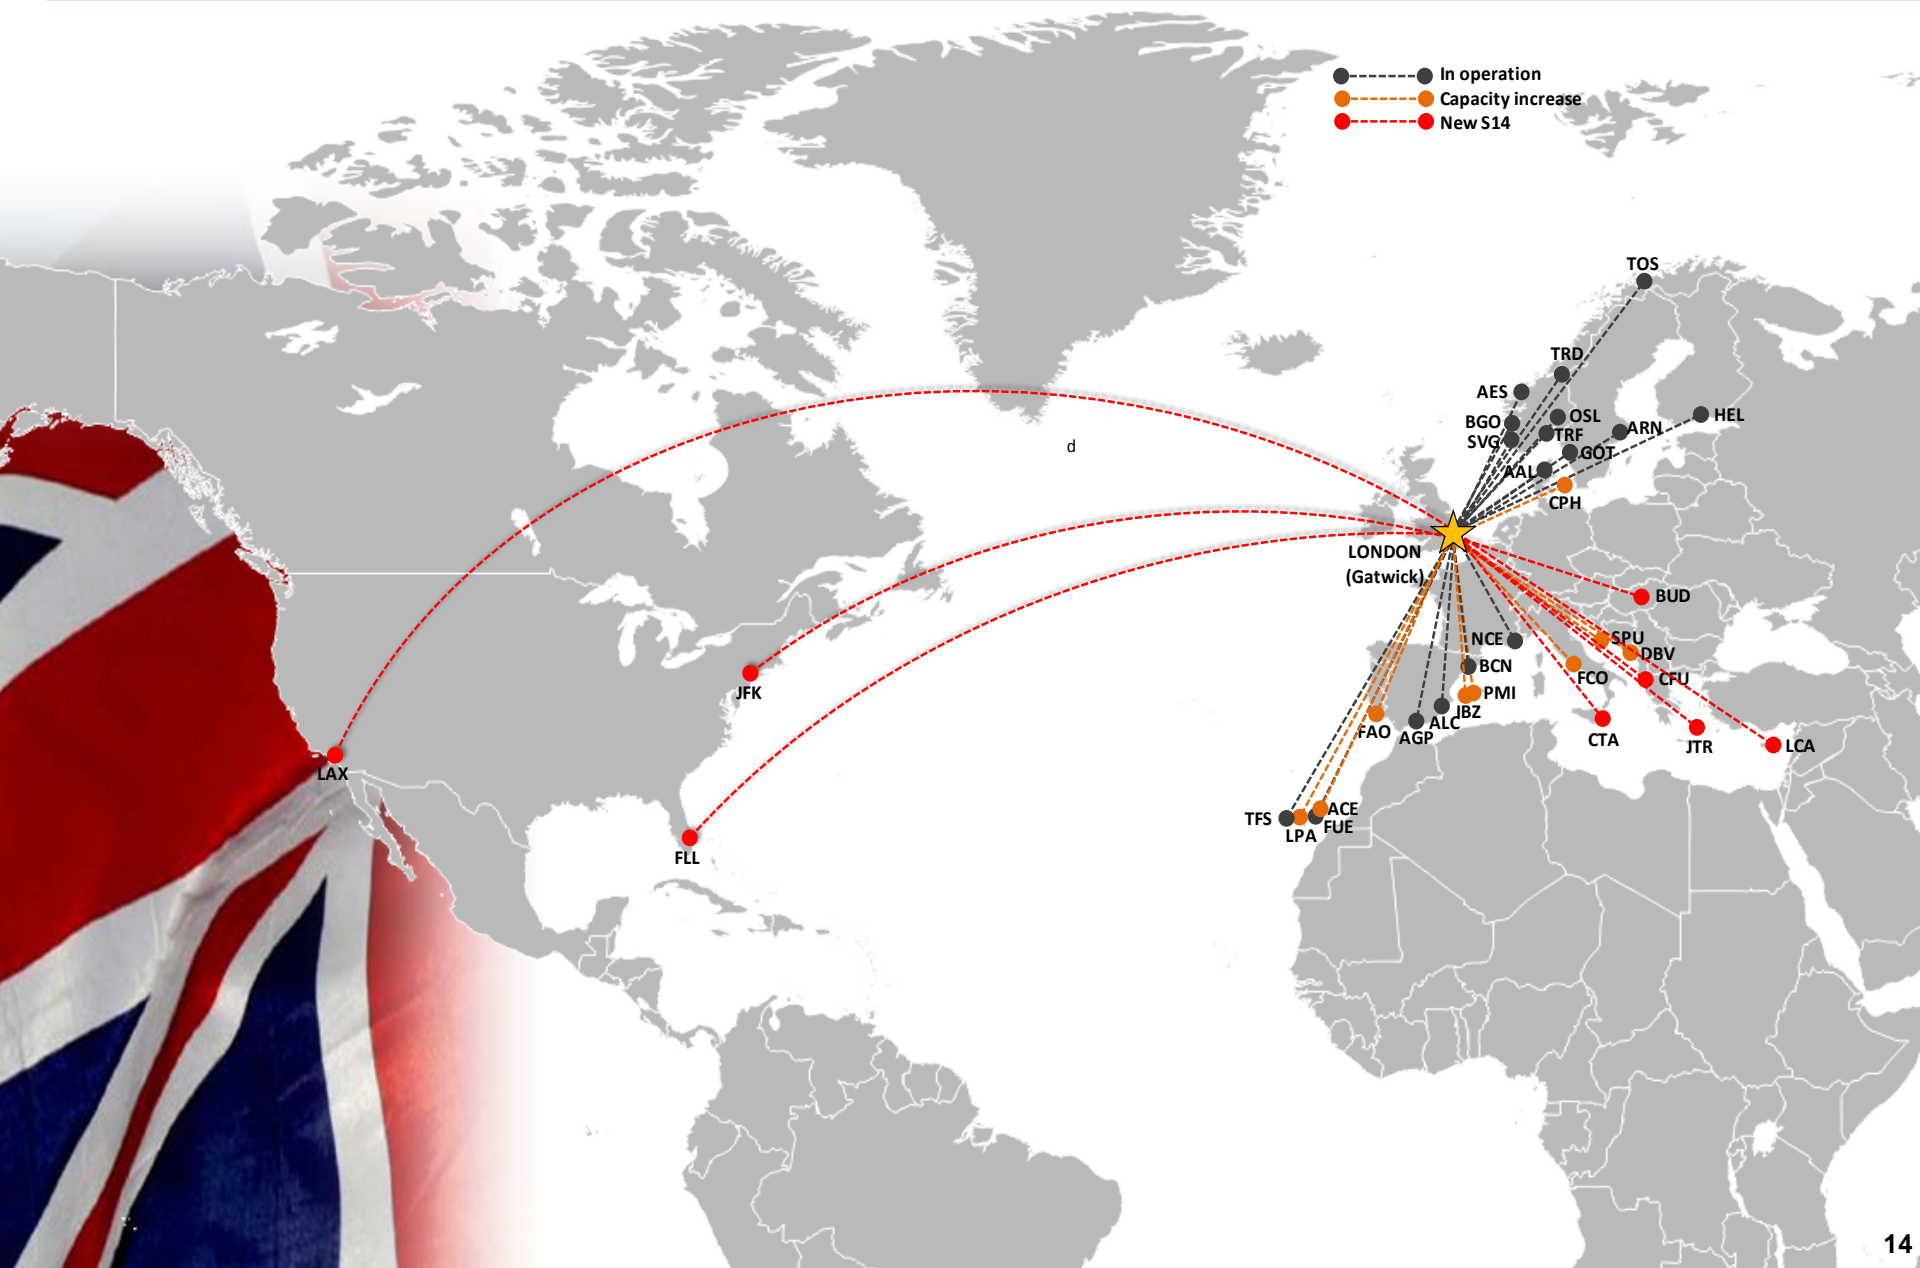 In operation
Capacity increase
New S14
TOS
TRD
AES
OSL
HEL
BGO
ARN
TRF
SVG
d
GOT
AAL
CPH
LONDON
(Gatwick)
BUD
SPU
NCE
DBV
BCN
FCO
CFU
JFK
PMI
IBZ
ALC
FAO
AGP
CTA
JTR
LCA
LAX
ACE
TFS
FUE
LPA
FLL
14